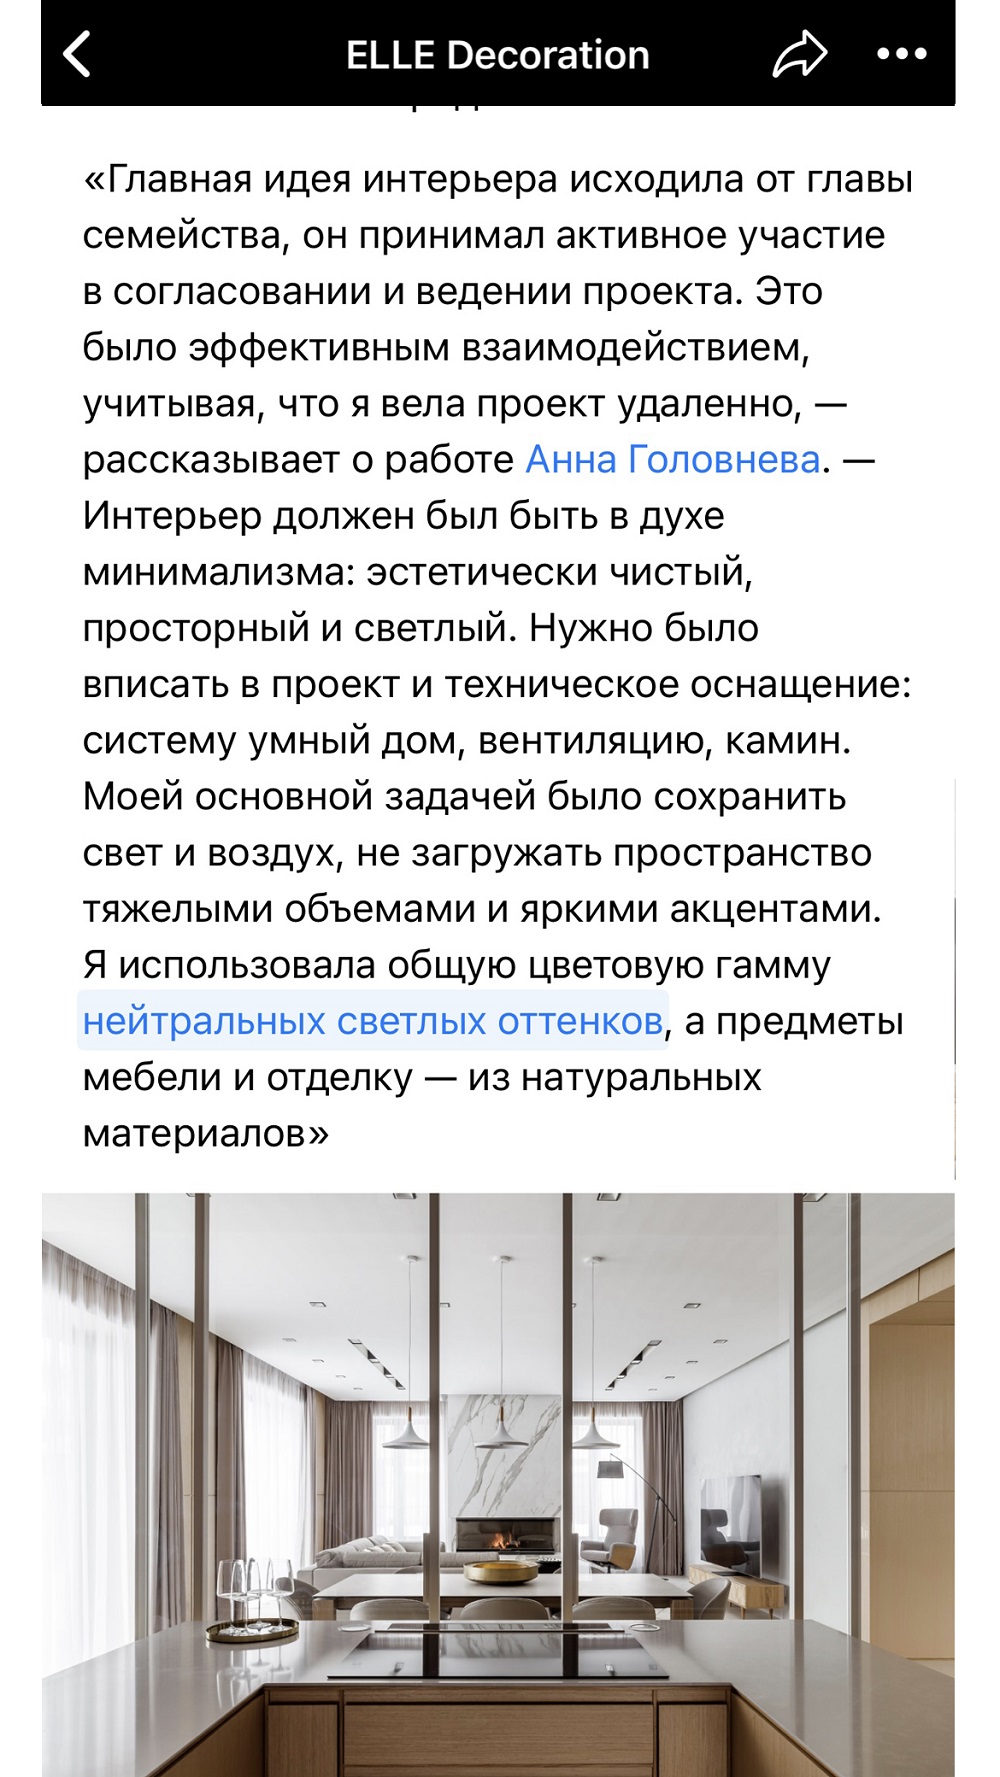 ELLE Decoration
«Главная идея интерьера исходила от главы
семейства, он принимал активное участие
в согласовании и ведении проекта. Это
было эффективным взаимодействием,
учитывая, что я вела проект удаленно, —
рассказывает о работе Анна Головнева. —
Интерьер должен был быть в духе
минимализма: эстетически чистый,
просторный и светлый. Нужно было
вписать в проект и техническое оснащение:
систему умный дом, вентиляцию, камин.
Моей основной задачей было сохранить
свет и воздух, не загружать пространство
тяжелыми объемами и яркими акцентами.
Я использовала общую цветовую гамму
нейтральных светлых оттенков, а предметы
мебели и отделку — из натуральных
материалов»